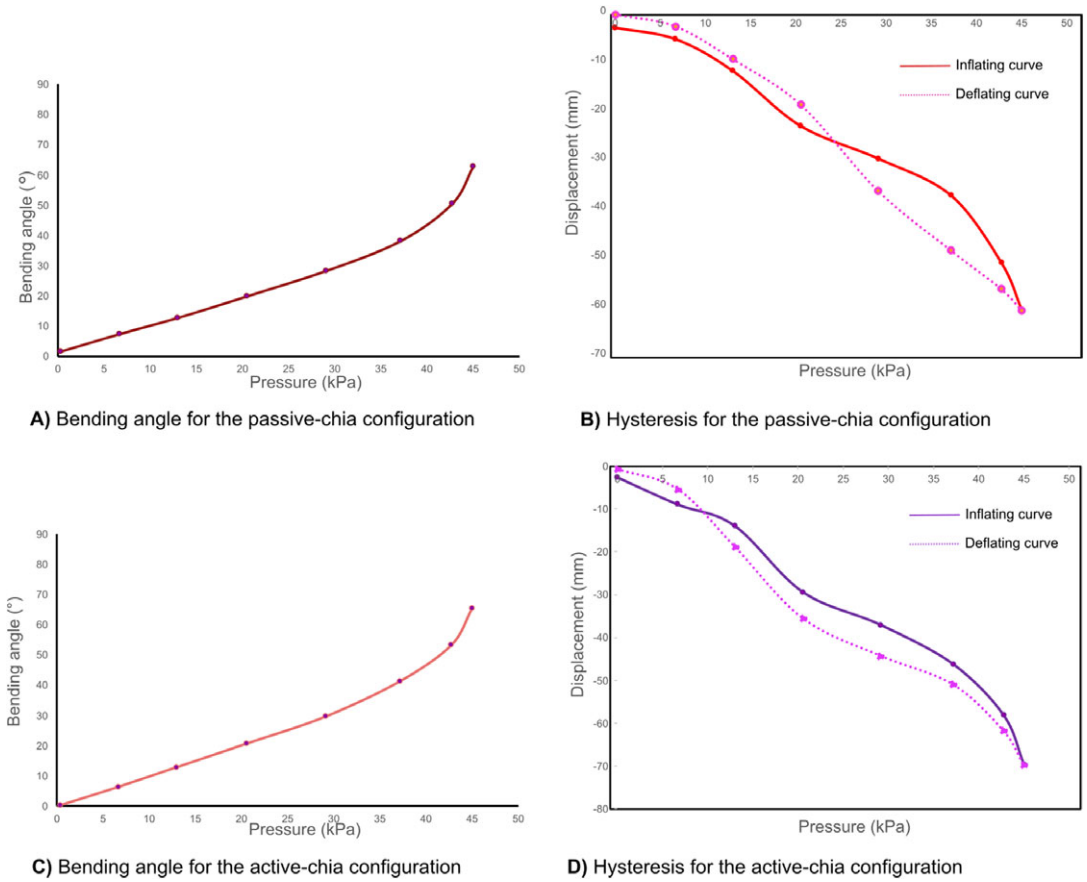 90
80
70
60
50
40
30
20
10
0
Bending angle (°)
0 5 10 15 20 25 30 35 40 45 50
Pressure (kPa)
A) Bending angle for the passive-chia configuration
0
-10
-20
-30
-40
-50
-60
-70
Displacement (mm)
0 5 10 15 20 25 30 35 40 45 50
Inflating curve
Deflating curve
Pressure (kPa)
B) Hysteresis for the passive-chia configuration
90
80
70
60
50
40
30
20
10
0
Bending angle (°)
0 5 10 15 20 25 30 35 40 45 50
Pressure (kPa)
C) Bending angle for the active-chia configuration
0
-10
-20
-30
-40
-50
-60
-70
-80
Displacement (mm)
0 5 10 15 20 25 30 35 40 45 50
Inflating curve
Deflating curve
Pressure (kPa)
D) Hysteresis for the active-chia configuration